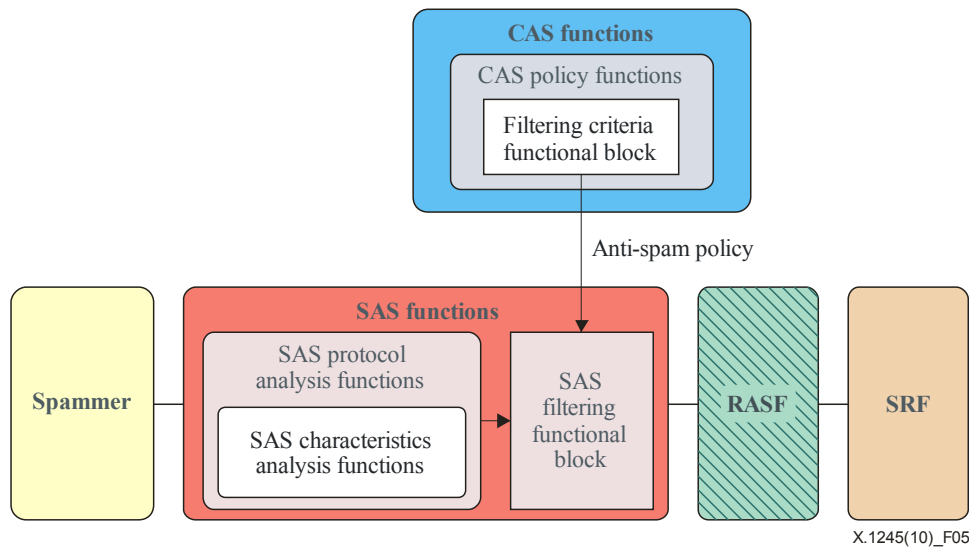 CAS functions
CAS policy functions
Filtering criteria
functional block
Anti-spam policy
Spammer
SAS functions
SAS protocol
analysis functions
SAS characteristics
analysis functions
SAS
filtering
functional
block
RASF
SRF
X.1245(10)_F05